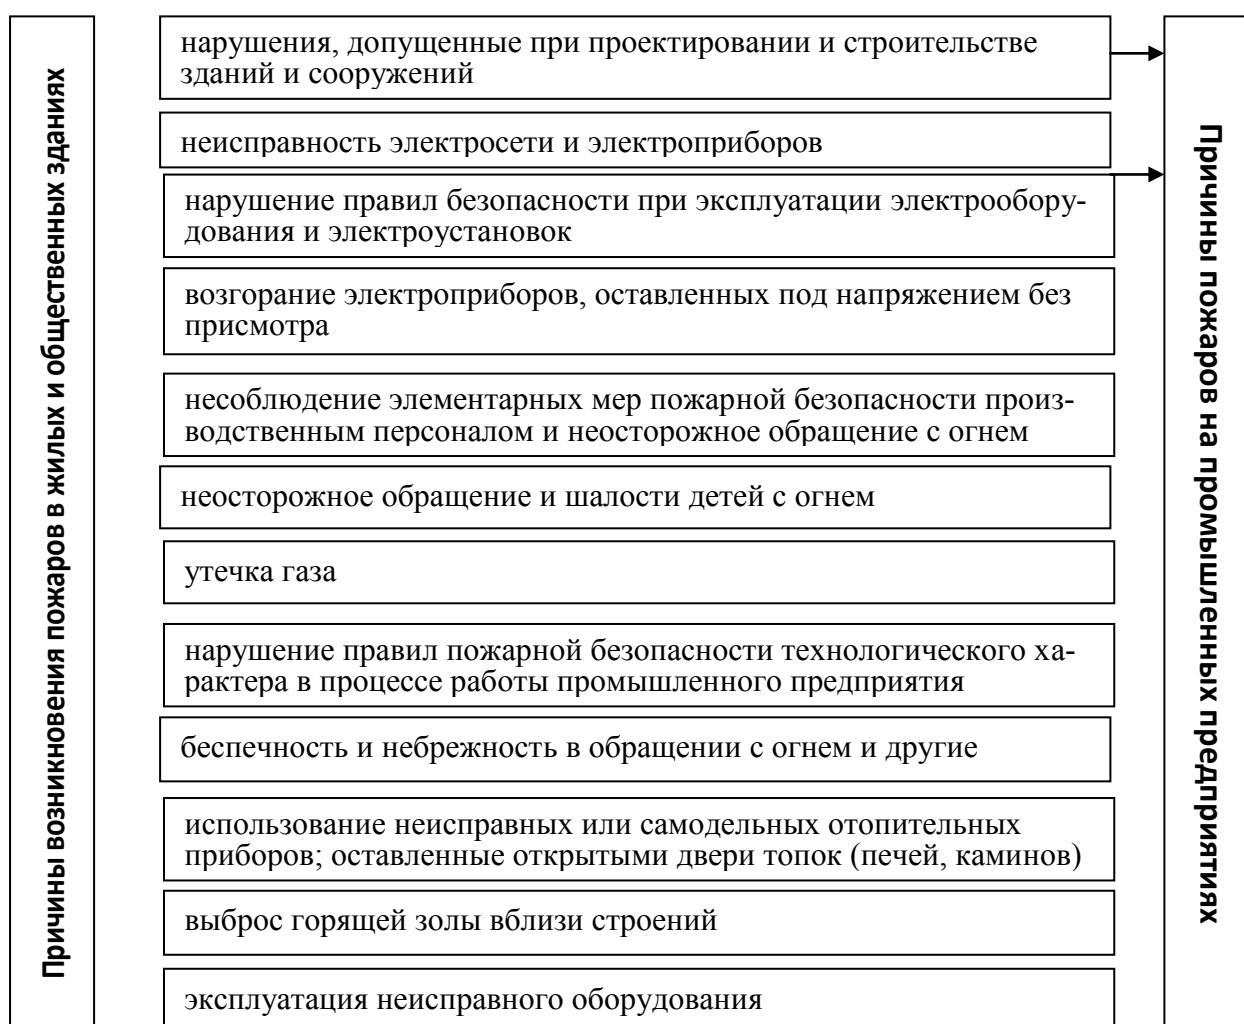 Причины возникновения пожаров в жилых и общественных зданиях
нарушения, допущенные при проектировании и строительстве
зданий и сооружений
неисправность электросети и электроприборов
нарушение правил безопасности при эксплуатации электрообору-
дования и электроустановок
возгорание электроприборов, оставленных под напряжением без
присмотра
несоблюдение элементарных мер пожарной безопасности произ-
водственным персоналом и неосторожное обращение с огнем
неосторожное обращение и шалости детей с огнем
утечка газа
нарушение правил пожарной безопасности технологического ха-
рактера в процессе работы промышленного предприятия
беспечность и небрежность в обращении с огнем и другие
использование неисправных или самодельных отопительных
приборов; оставленные открытыми двери топок (печей, каминов)
выброс горящей золы вблизи строений
эксплуатация неисправного оборудования
Причины пожаров на промышленных предприятиях